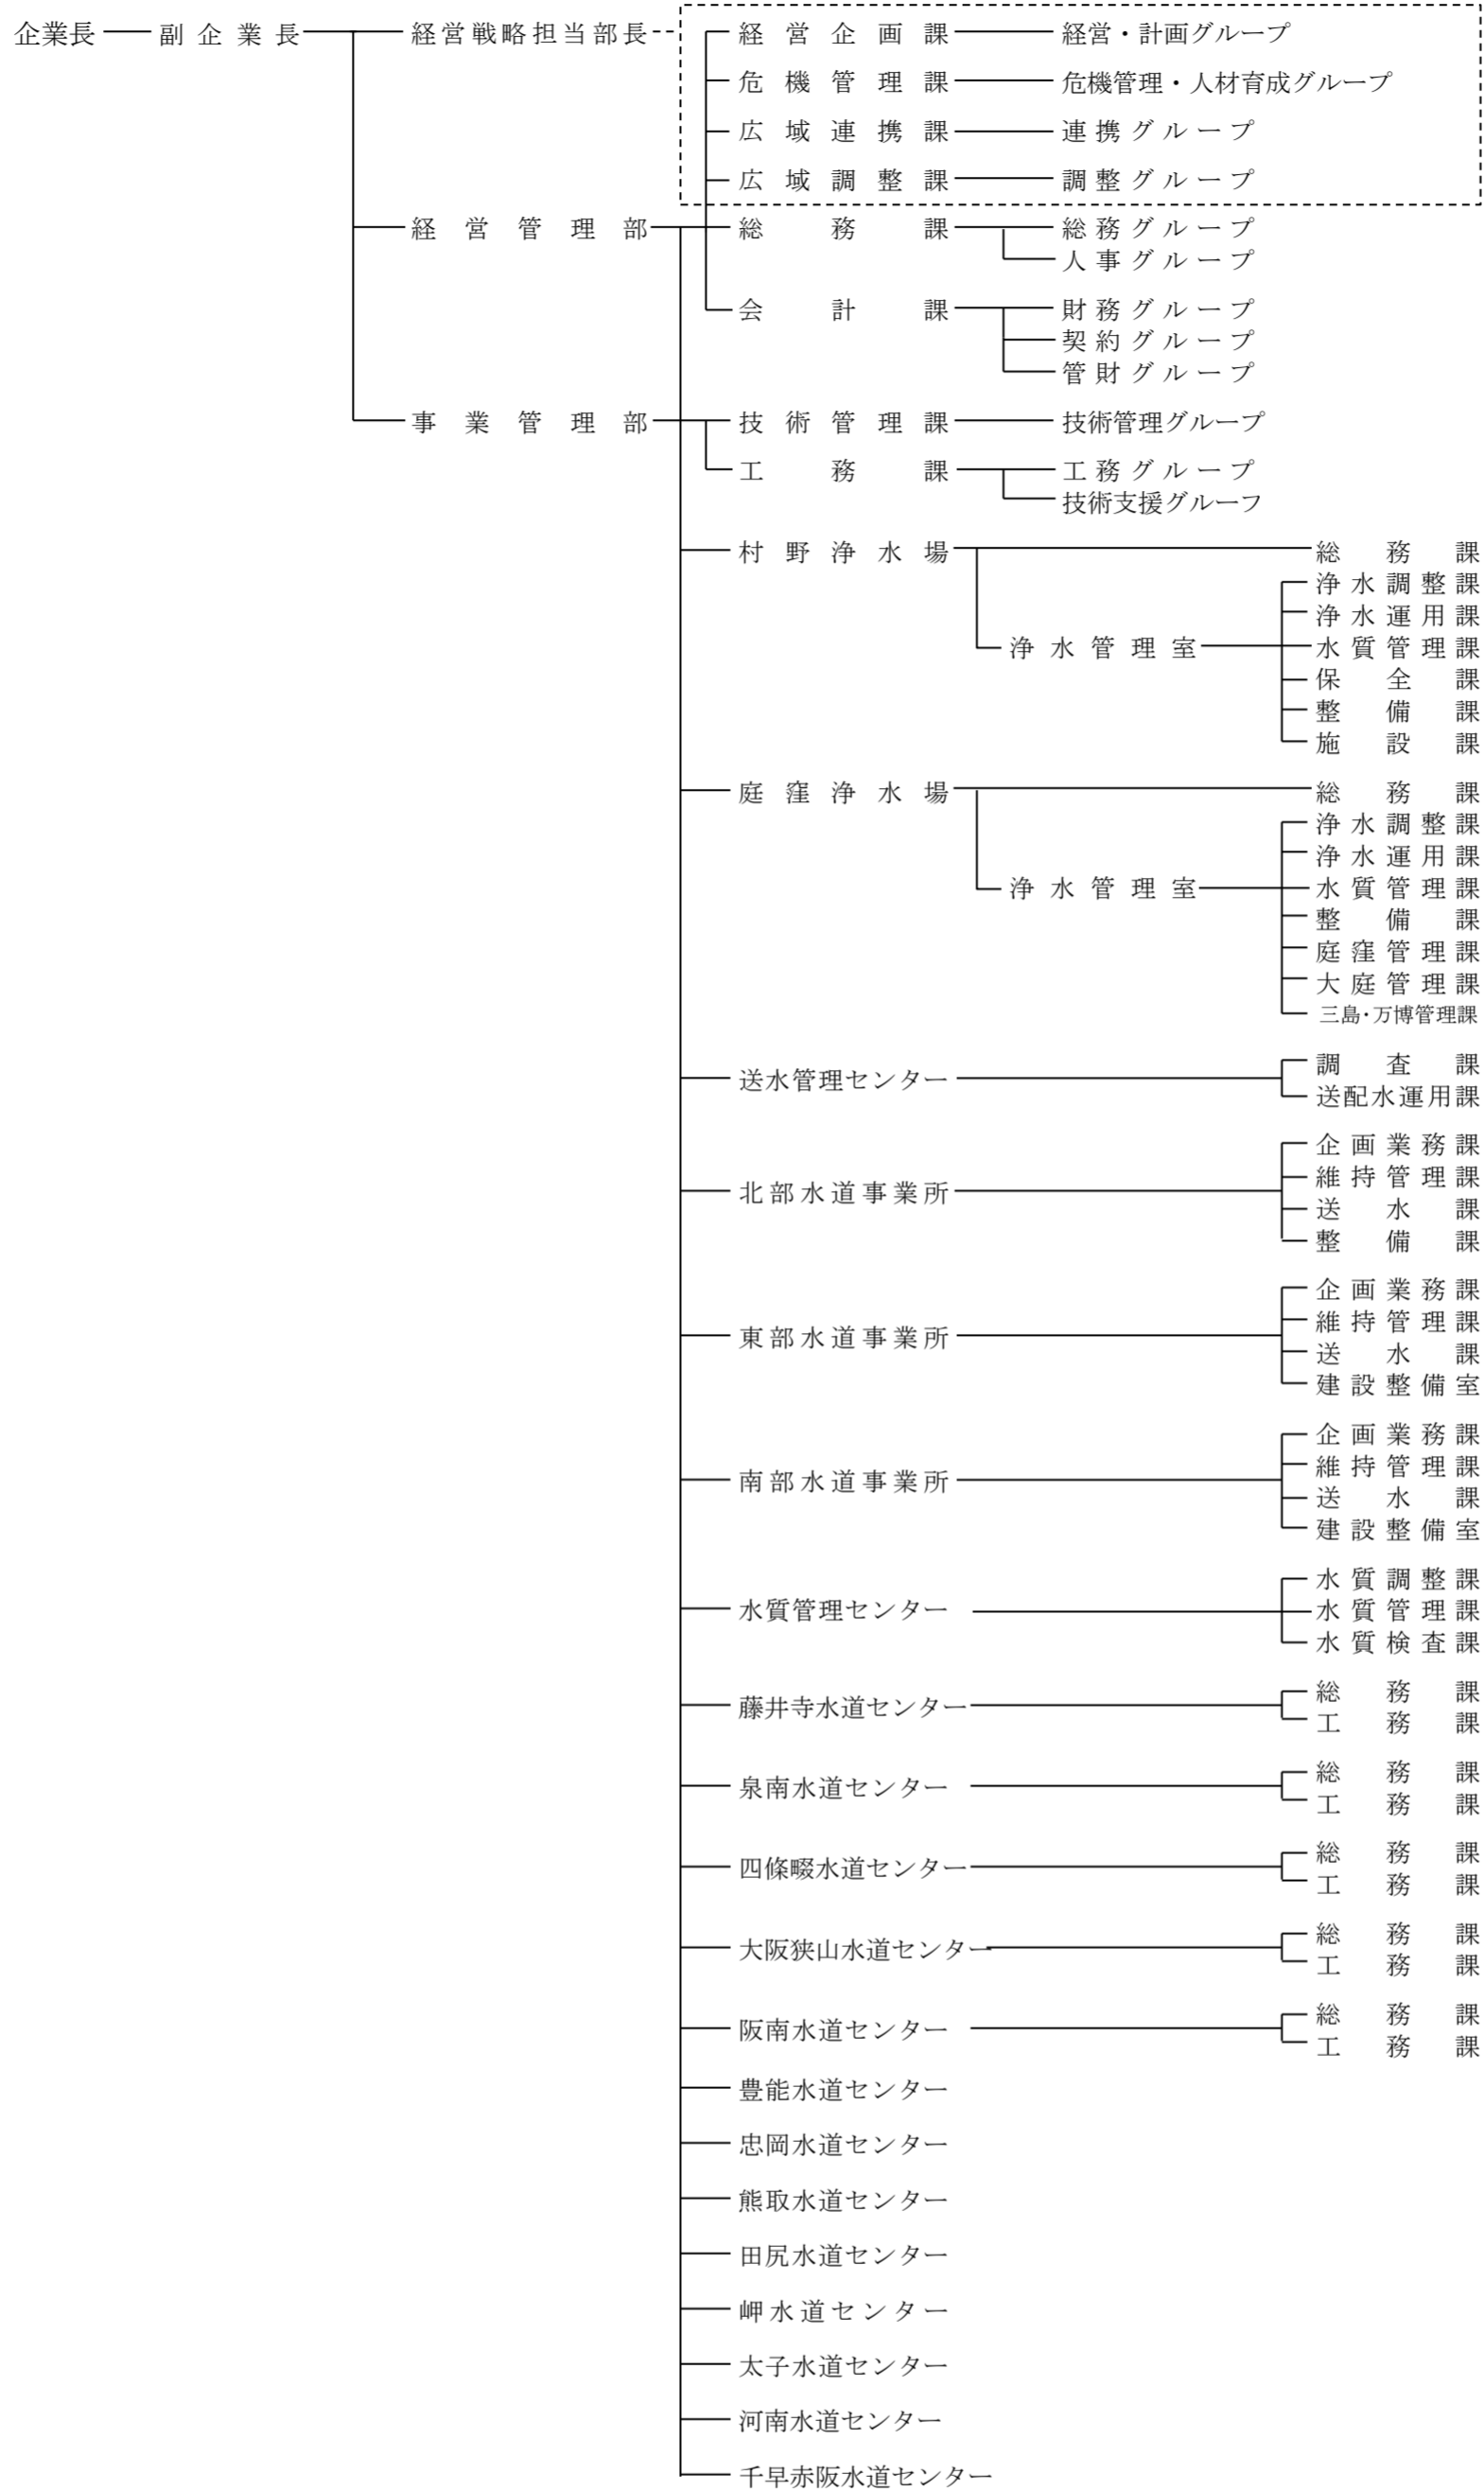 企業長 副企業長 経営戦略担当部長 経営企画課 経営・計画グループ
危機管理課 危機管理・人材育成グループ
広域連携課 連携グループ
広域調整課 調整グループ
経営管理部 総務課 総務グループ
人事グループ
会計課 財務グループ
契約グループ
管財グループ
事業管理部 技術管理課 技術管理グループ
工務課 工務グループ
技術支援グルーフ
村野浄水場 総務課
浄水調整課
浄水運用課
浄水管理室 水質管理課
保全課
整備課
施設課
庭窪浄水場 総務課
浄水調整課
浄水運用課
浄水管理室 水質管理課
整備課
庭窪管理課
大庭管理課
三島・万博管理課
送水管理センター 調査課
送配水運用課
北部水道事業所 企画業務課
維持管理課
送水課
整備課
東部水道事業所 企画業務課
維持管理課
送水課
建設整備室
南部水道事業所 企画業務課
維持管理課
送水課
建設整備室
水質管理センター 水質調整課
水質管理課
水質検査課
藤井寺水道センター 総務課
工務課
泉南水道センター 総務課
工務課
四條畷水道センター 総務課
工務課
大阪狭山水道センター 総務課
工務課
阪南水道センター 総務課
工務課
豊能水道センター
忠岡水道センター
熊取水道センター
田尻水道センター
岬水道センター
太子水道センター
河南水道センター
千早赤阪水道センター